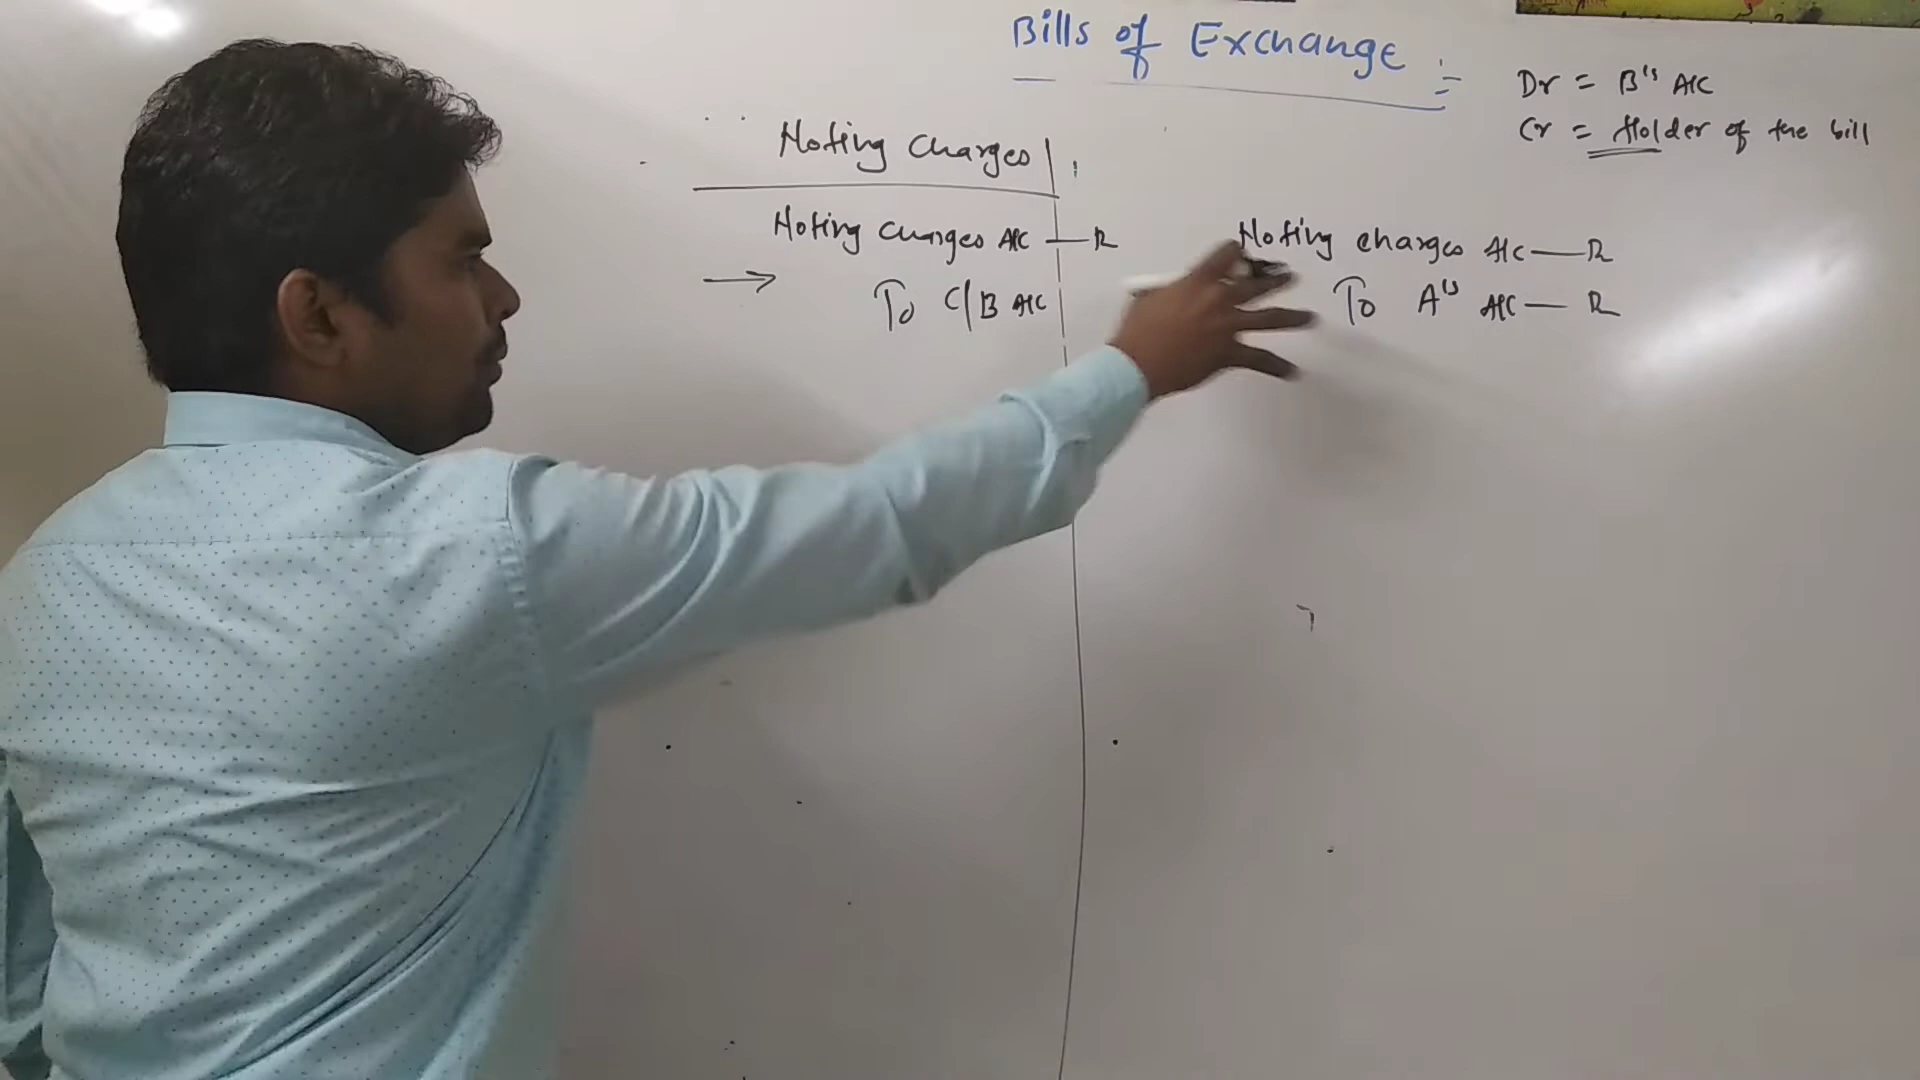 Bills of Exchange :-
Dr = B's A/c
Cr = Holder of the bill
Noting Charges
Noting Charges A/c — R
→ To C/B A/c
Noting charges A/c — R
To A's A/c — R